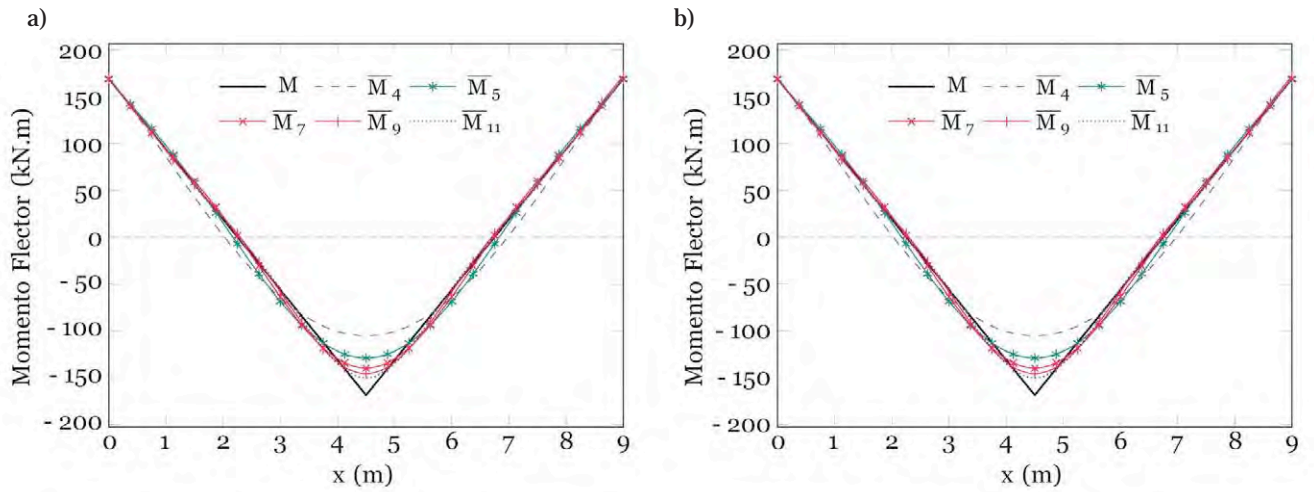 a)
200
150
100
50
0
-50
-100
-150
-200
Momento Flector (kN.m)
M M̅4 M̅5
M̅7 M̅9 M̅11
0 1 2 3 4 5 6 7 8 9
x (m)
b)
200
150
100
50
0
-50
-100
-150
-200
Momento Flector (kN.m)
M M̅4 M̅5
M̅7 M̅9 M̅11
0 1 2 3 4 5 6 7 8 9
x (m)